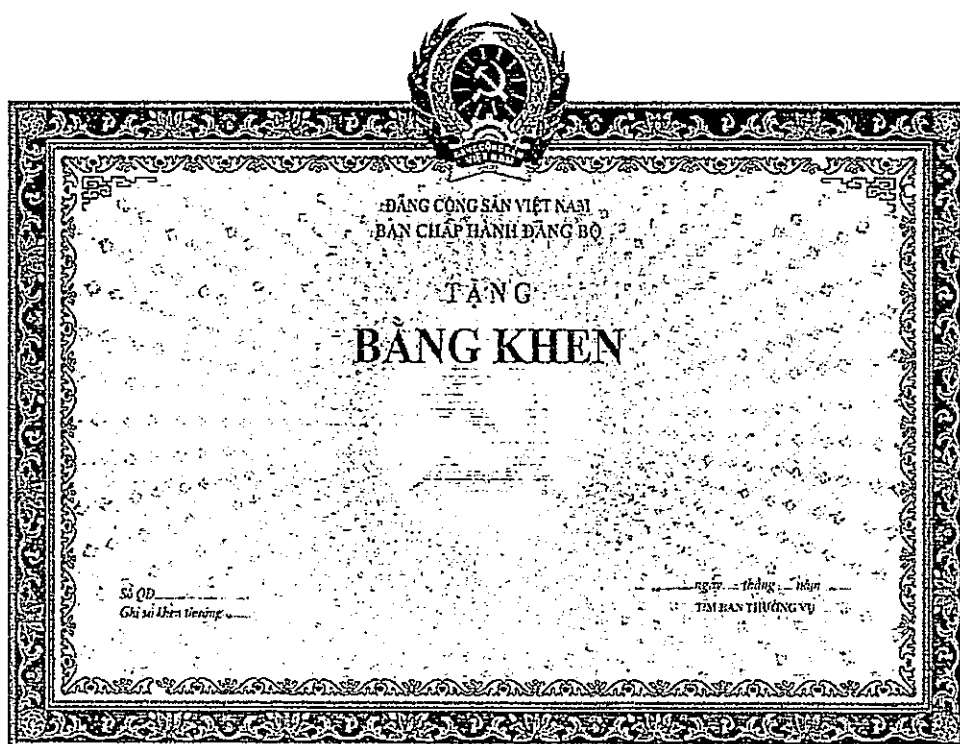 ĐẢNG CỘNG SẢN VIỆT NAM
BAN CHẤP HÀNH ĐẢNG BỘ
TẶNG
BẰNG KHEN
Số QĐ
Ghi sổ khen thưởng
ngày tháng năm
T/M BAN THƯỜNG VỤ